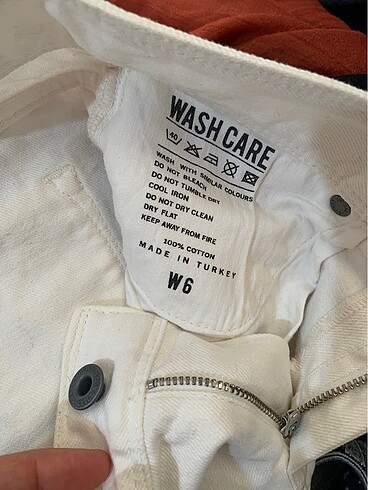 WASH CARE
40
WASH WITH SIMILAR COLOURS
DO NOT BLEACH
DO NOT TUMBLE DRY
COOL IRON
DO NOT DRY CLEAN
DRY FLAT
KEEP AWAY FROM FIRE
100% COTTON
MADE IN TURKEY
W6